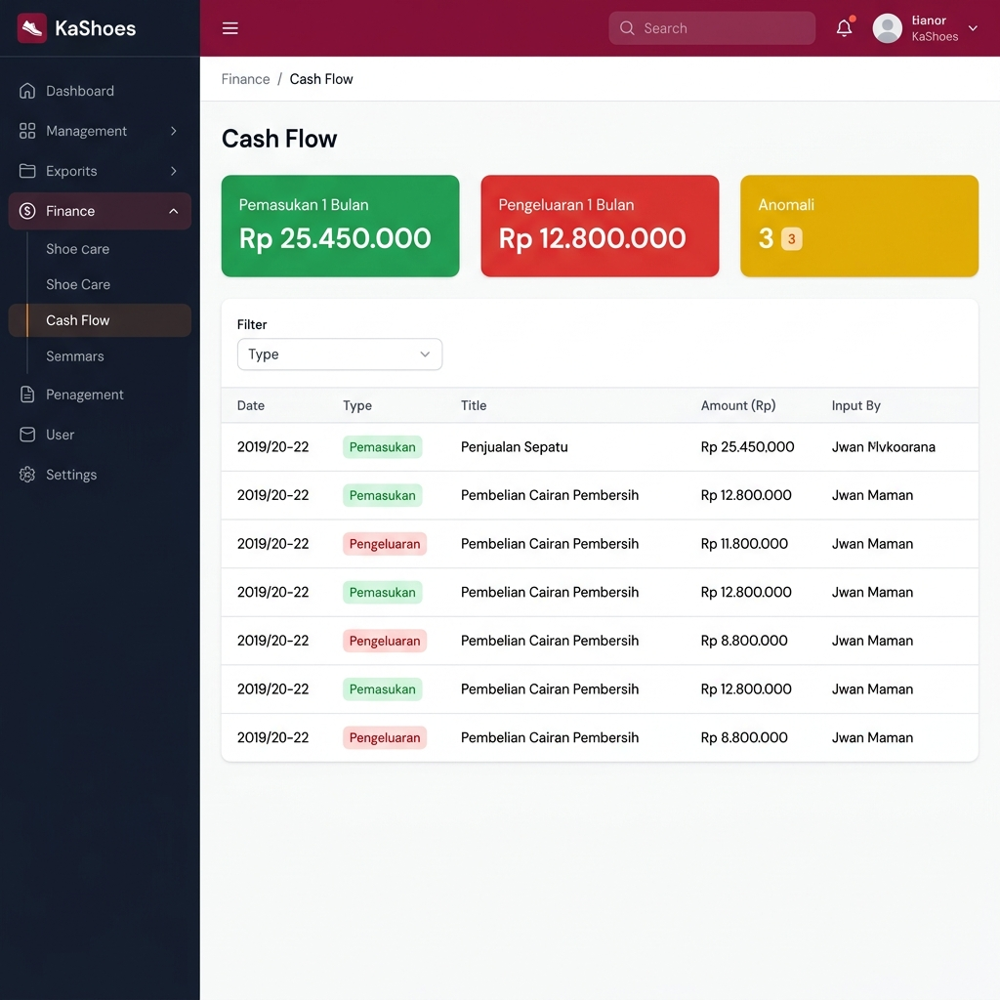 KaShoes
Search
KaShoes
Dashboard
Management
Exports
Finance
Shoe care
Shoe Care
Cash Flow
Semmars
Penagement
User
Settings
Finance / Cash Flow
Cash Flow
Pemasukan 1 Bulan
Rp 25.450.000
Pengeluaran 1 Bulan
Rp 12.800.000
Anomali
3 3
Filter
Type
Date Type Title Amount (Rp) Input By
2019/20-22 Pemasukan Penjualan Sepatu Rp 25.450,000 Jwan
2019/20-22 Pemasukan Pembelian Cairan Pembersih Rp 12.800.000 Jwan Maman
2019/20-22 Pengeluaran Pembelian Cairan Pembersih Rp 11.800.000 Jwan Maman
2019/20-22 Pemasukan Pembelian Cairan Pembersih Rp 12.800.000 Jwan Maman
2019/20-22 Pengeluaran Pembelian Cairan Pembersih Rp 8.800.000 Jwan Maman
2019/20-22 Pemasukan Pembelian Cairan Pembersih Rp 12.800.000 Jwan Maman
2019/20-22 Pengeluaran Pembelian Cairan Pembersih Rp 8.800.000 Jwan Maman